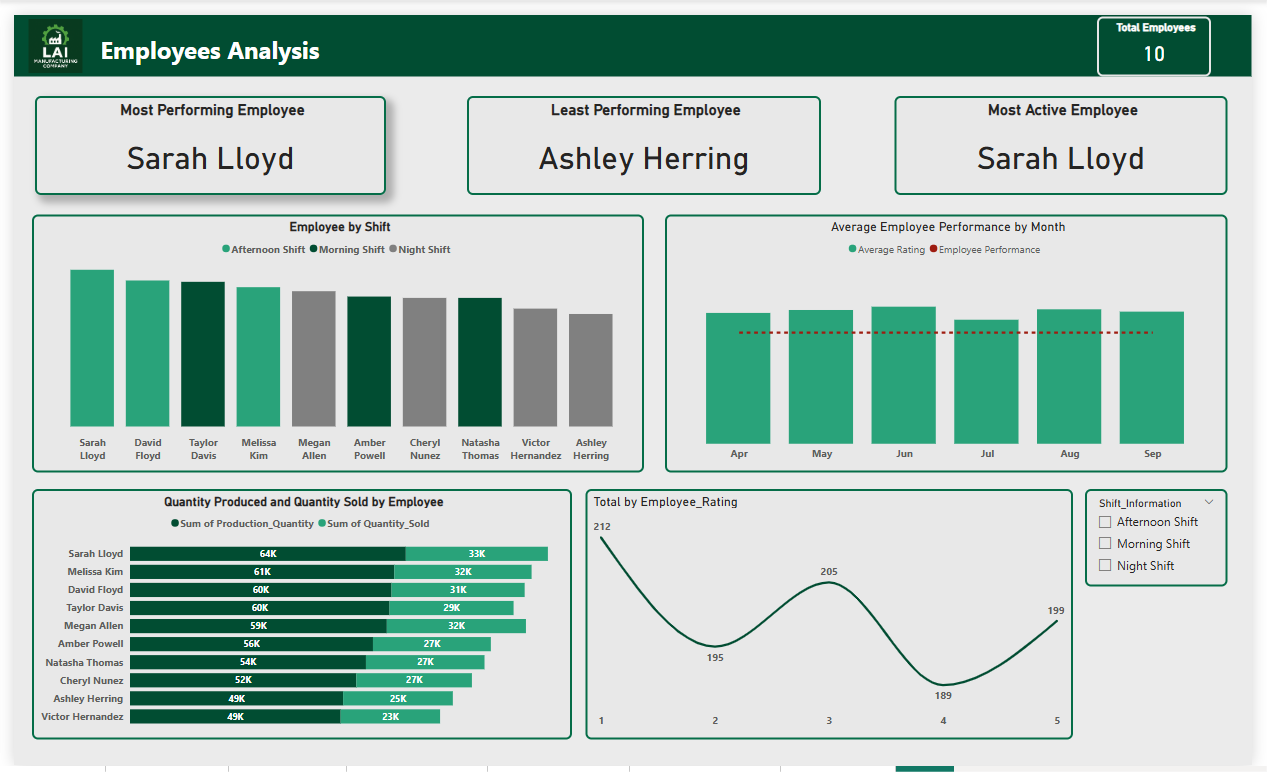 LAI
MANUFACTURING
COMPANY
Employees Analysis
Total Employees
10
Most Performing Employee
Sarah Lloyd
Least Performing Employee
Ashley Herring
Most Active Employee
Sarah Lloyd
Employee by Shift
Afternoon Shift Morning Shift Night Shift
Sarah Lloyd
David Floyd
Taylor Davis
Melissa Kim
Megan Allen
Amber Powell
Cheryl Nunez
Natasha Thomas
Victor Hernandez
Ashley Herring
Average Employee Performance by Month
Average Rating Employee Performance
Apr May Jun Jul Aug Sep
Quantity Produced and Quantity Sold by Employee
Sum of Production_Quantity Sum of Quantity_Sold
Sarah Lloyd 64K 33K
Melissa Kim 61K 32K
David Floyd 60K 31K
Taylor Davis 60K 29K
Megan Allen 59K 32K
Amber Powell 56K 27K
Natasha Thomas 54K 27K
Cheryl Nunez 52K 27K
Ashley Herring 49K 25K
Victor Hernandez 49K 23K
Total by Employee_Rating
212
195
205
189
199
1 2 3 4 5
Shift_Information
Afternoon Shift
Morning Shift
Night Shift